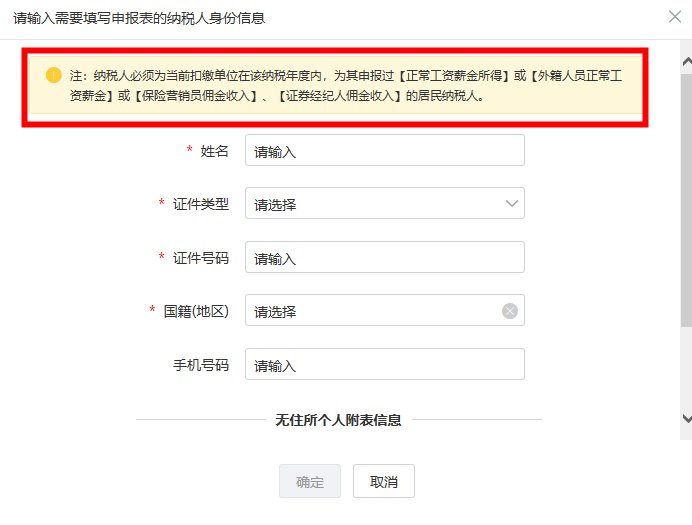 请输入需要填写申报表的纳税人身份信息
注：纳税人必须为当前扣缴单位在该纳税年度内，为其申报过【正常工资薪金所得】或【外籍人员正常工
资薪金】或【保险营销员佣金收入】、【证券经纪人佣金收入】的居民纳税人。
* 姓名 请输入
* 证件类型 请选择
* 证件号码 请输入
* 国籍(地区) 请选择
手机号码 请输入
无住所个人附表信息
确定 取消